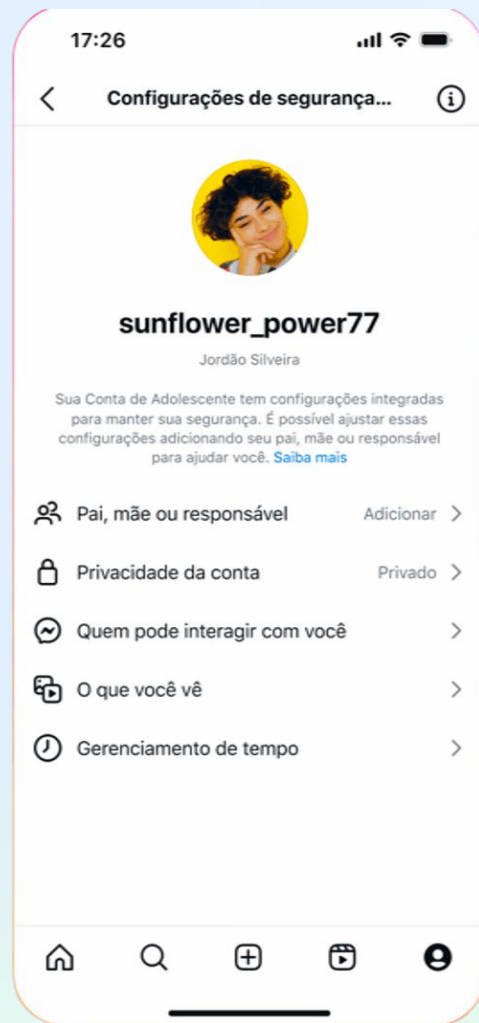 17:26
Configurações de segurança...
sunflower_power77
Jordão Silveira
Sua Conta de Adolescente tem configurações integradas
para manter sua segurança. É possível ajustar essas
configurações adicionando seu pai, mãe ou responsável
para ajudar você. Saiba mais
Pai, mãe ou responsável Adicionar
Privacidade da conta Privado
Quem pode interagir com você
O que você vê
Gerenciamento de tempo